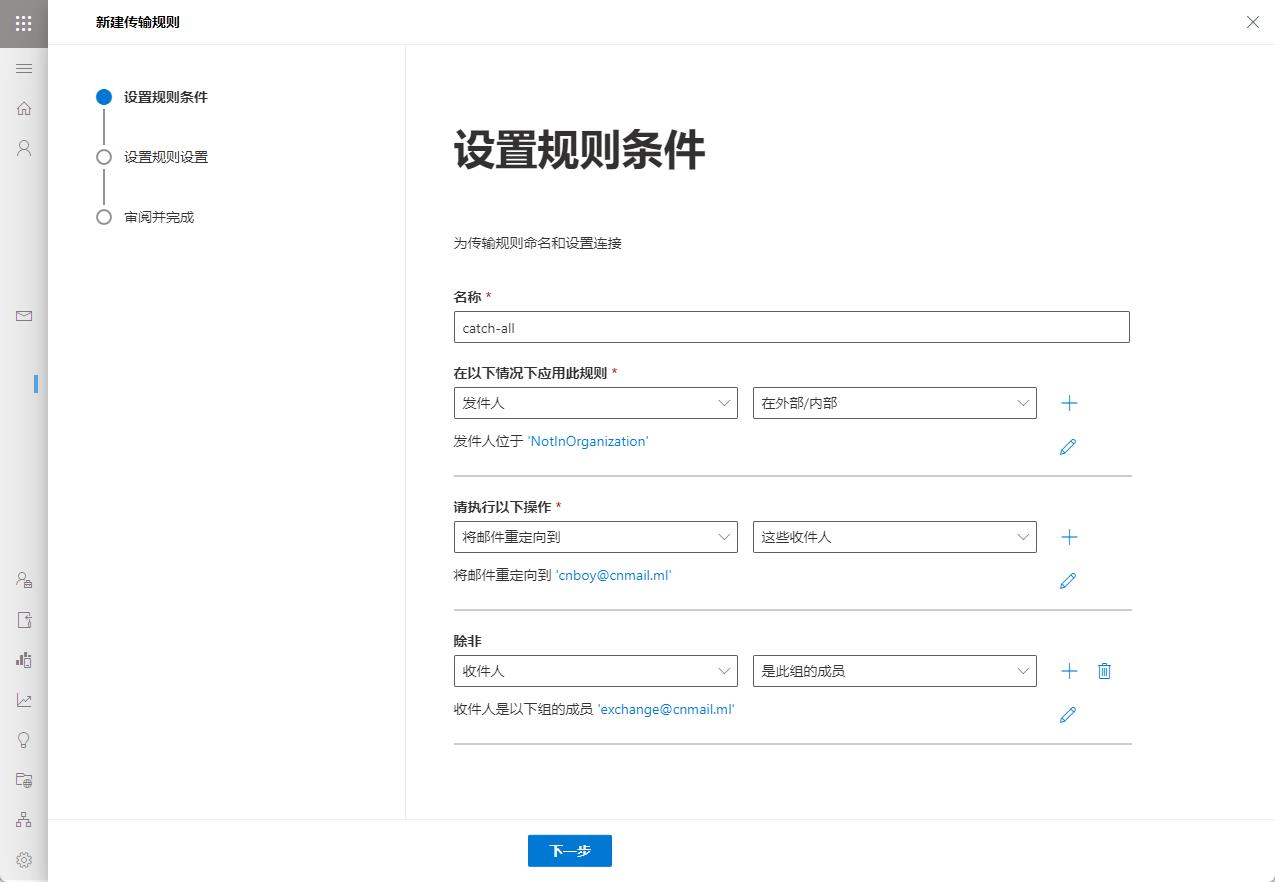 新建传输规则
设置规则条件
设置规则设置
审阅并完成
设置规则条件
为传输规则命名和设置连接
名称 *
catch-all
在以下情况下应用此规则 *
发件人 在外部/内部
发件人位于 'NotInOrganization'
请执行以下操作 *
将邮件重定向到 这些收件人
将邮件重定向到 'cnboy@cnmail.ml'
除非
收件人 是此组的成员
收件人是以下组的成员 'exchange@cnmail.ml'
下一步